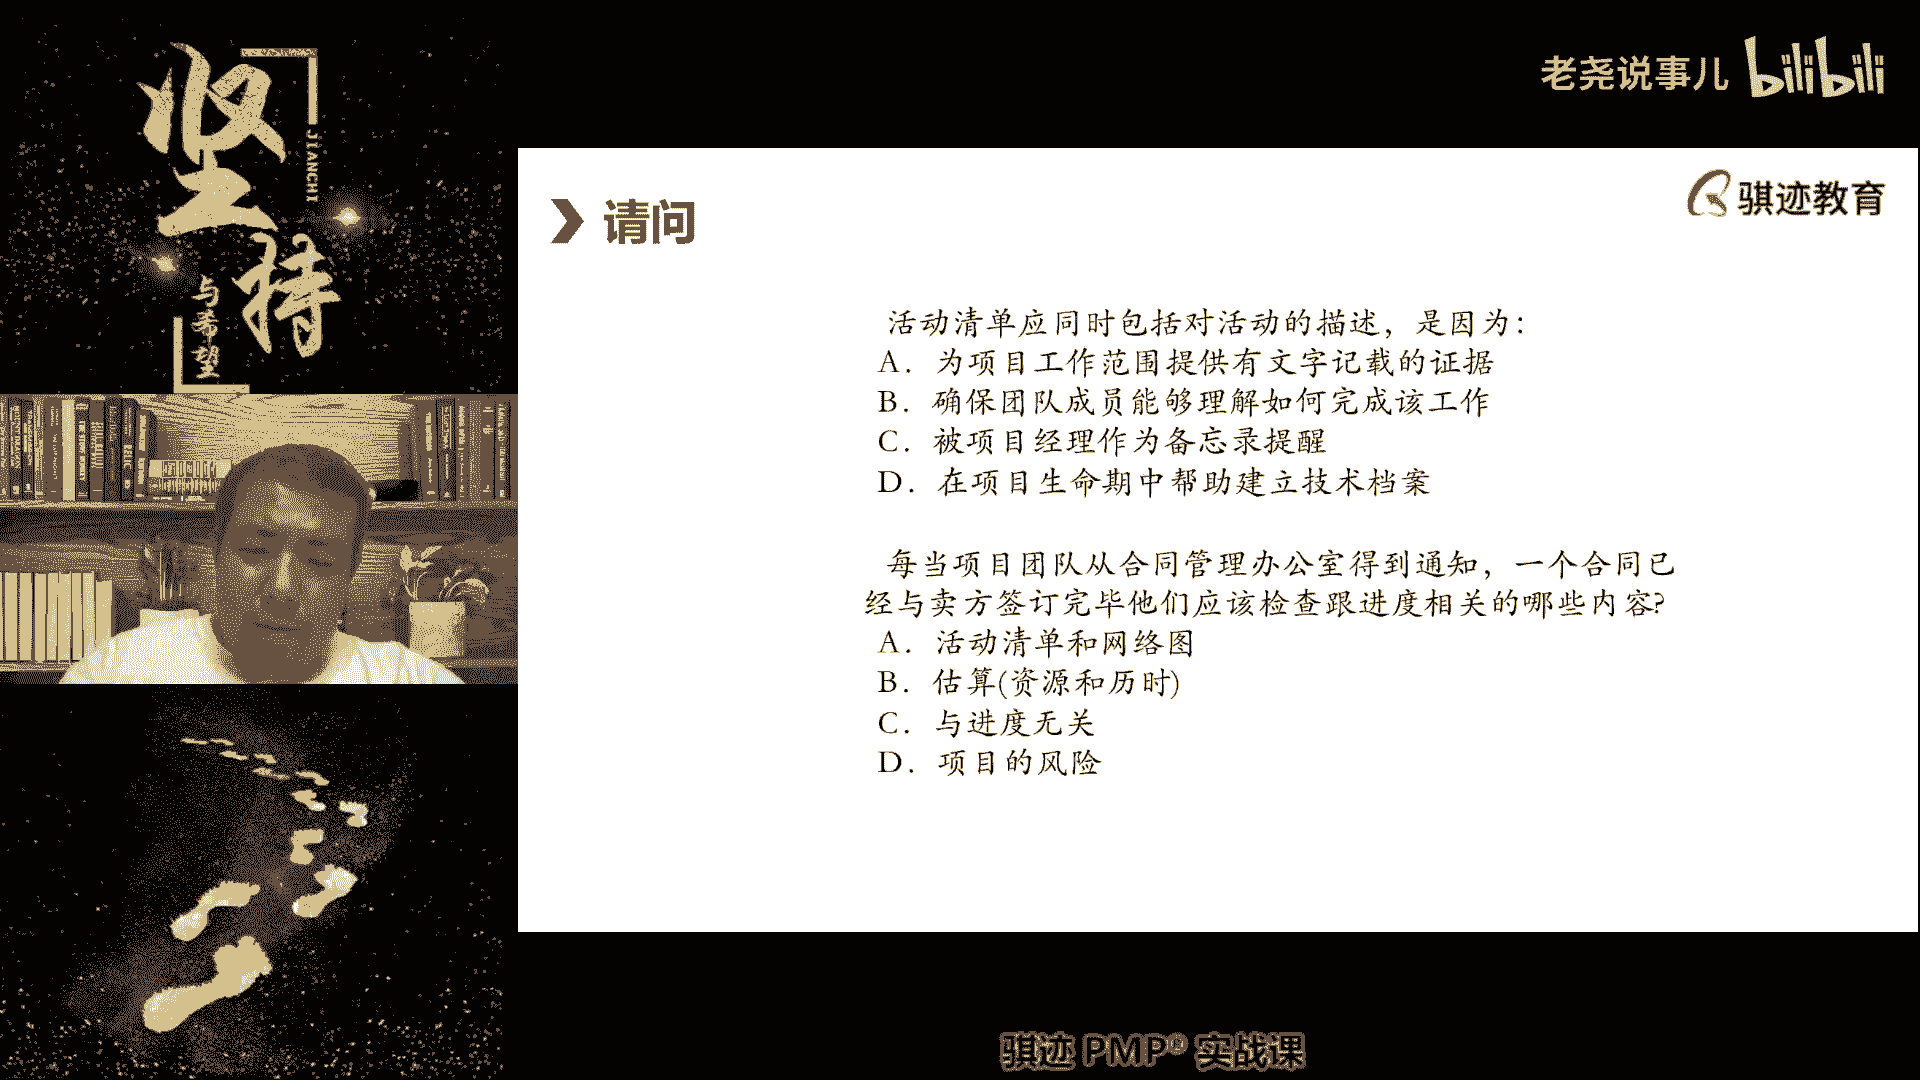 坚持
JIANCHI
与希望
老尧说事儿 bilibili
骐迹教育
请问
活动清单应同时包括对活动的描述，是因为：
A．为项目工作范围提供有文字记载的证据
B．确保团队成员能够理解如何完成该工作
C．被项目经理作为备忘录提醒
D．在项目生命期中帮助建立技术档案
每当项目团队从合同管理办公室得到通知，一个合同已
经与卖方签订完毕他们应该检查跟进度相关的哪些内容?
A．活动清单和网络图
B．估算(资源和历时)
C．与进度无关
D．项目的风险
骐迹 PMP® 实战课